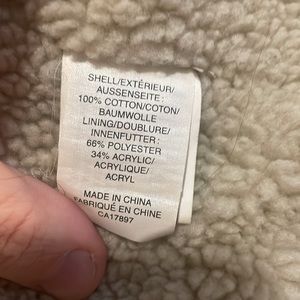 SHELL/EXTÉRIEUR/
AUSSENSEITE :
100% COTTON/COTON/
BAUMWOLLE
LINING/DOUBLURE/
INNENFUTTER:
66% POLYESTER
34% ACRYLIC/
ACRYLIQUE/
ACRYL
MADE IN CHINA
FABRIQUÉ EN CHINE
CA17897